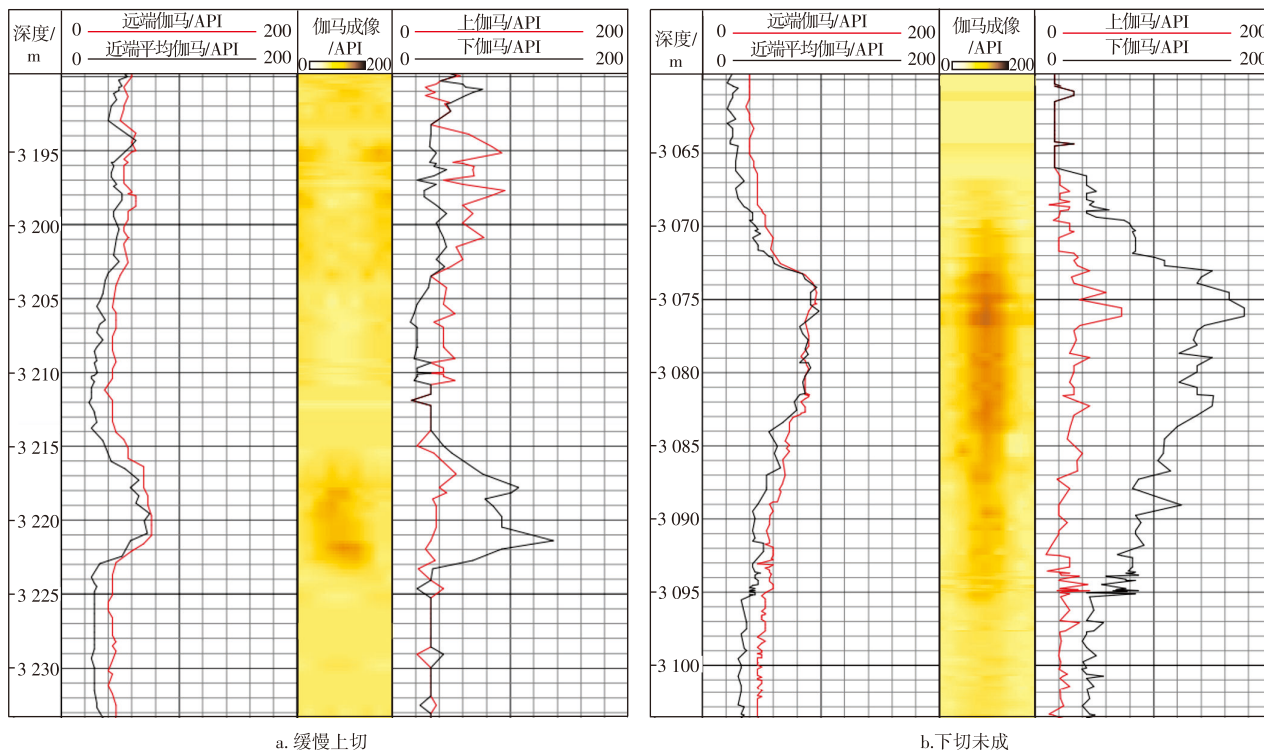 深度/
m
0 远端伽马/API 200
0 近端平均伽马/API 200
伽马成像
/API
0 200
0 上伽马/API 200
0 下伽马/API 200
-3 195
-3 200
-3 205
-3 210
-3 215
-3 220
-3 225
-3 230
a. 缓慢上切
深度/
m
0 远端伽马/API 200
0 近端平均伽马/API 200
伽马成像
/API
0 200
0 上伽马/API 200
0 下伽马/API 200
-3 065
-3 070
-3 075
-3 080
-3 085
-3 090
-3 095
-3 100
b.下切未成